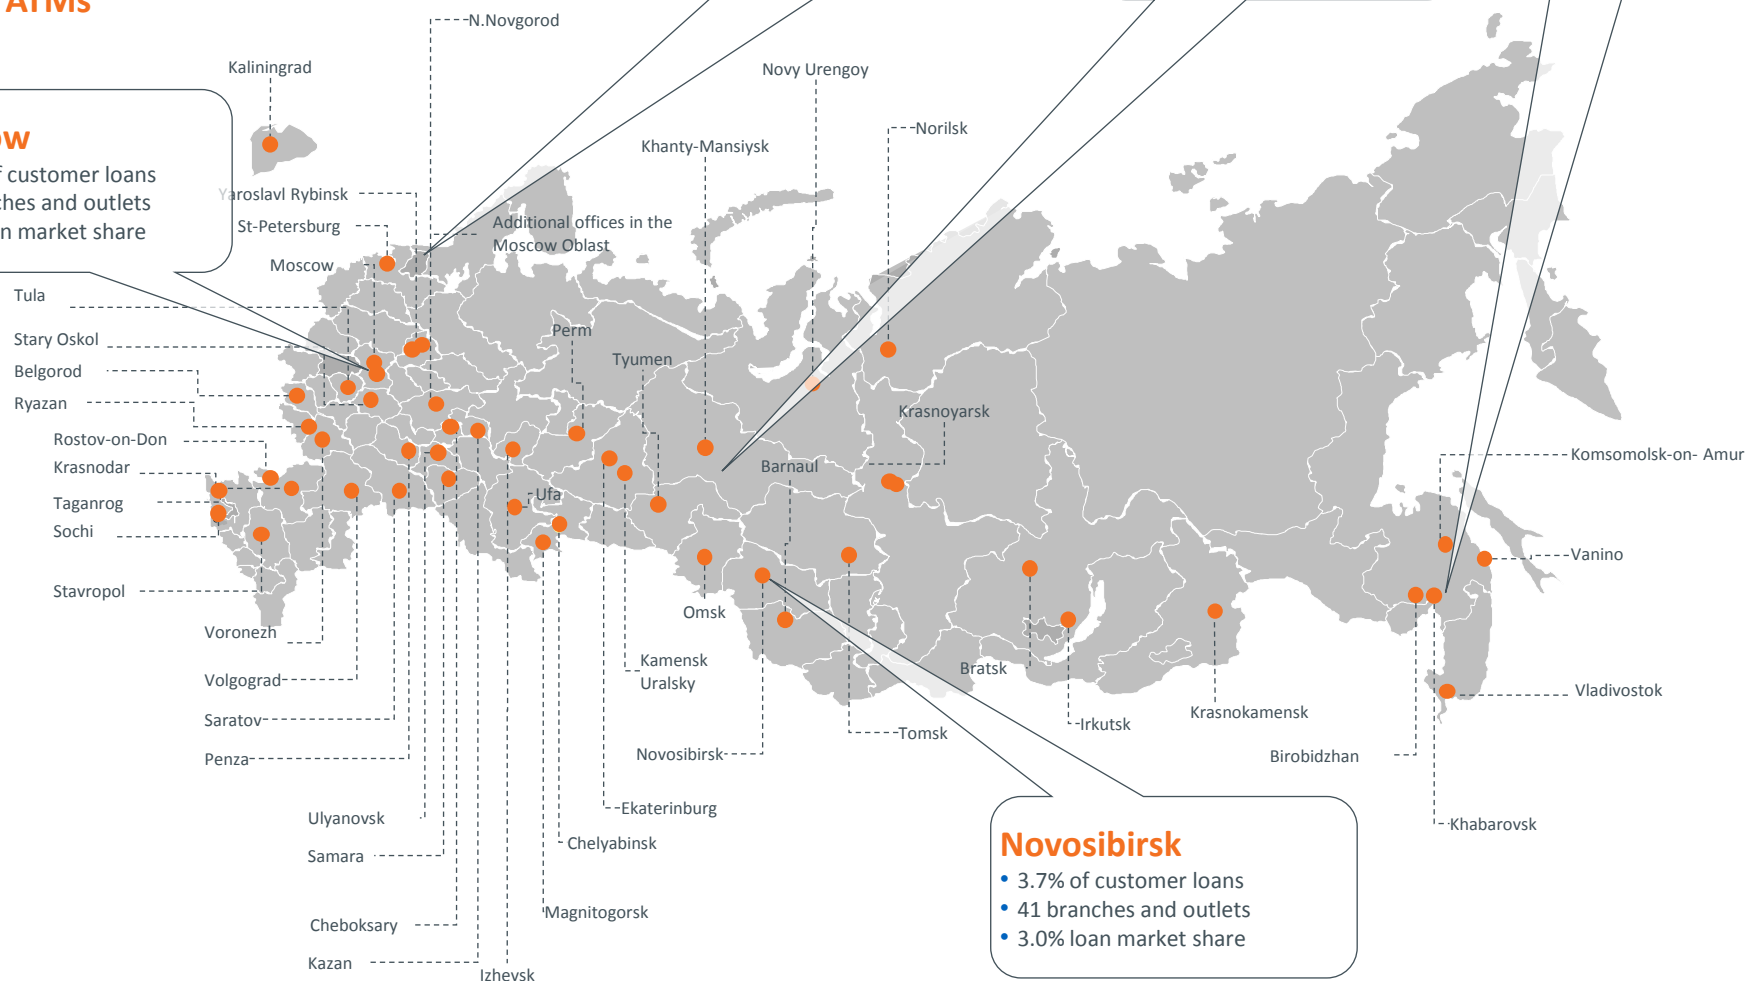 ATMs
N.Novgorod
Kaliningrad
Novy Urengoy
Norilsk
Khanty-Mansiysk
customer loans
and outlets
market share
Yaroslavl Rybinsk
St-Petersburg
Additional offices in the
Moscow Oblast
Moscow
Tula
Stary Oskol
Perm
Tyumen
Belgorod
Ryazan
Krasnoyarsk
Rostov-on-Don
Krasnodar
Barnaul
Komsomolsk-on- Amur
Taganrog
Ufa
Sochi
Vanino
Stavropol
Omsk
Voronezh
Kamensk
Uralsky
Bratsk
Volgograd
Vladivostok
Saratov
Krasnokamensk
Irkutsk
Tomsk
Penza
Novosibirsk
Birobidzhan
Ekaterinburg
Ulyanovsk
Khabarovsk
Chelyabinsk
Samara
Novosibirsk
• 3.7% of customer loans
• 41 branches and outlets
• 3.0% loan market share
Magnitogorsk
Cheboksary
Kazan
Izhevsk